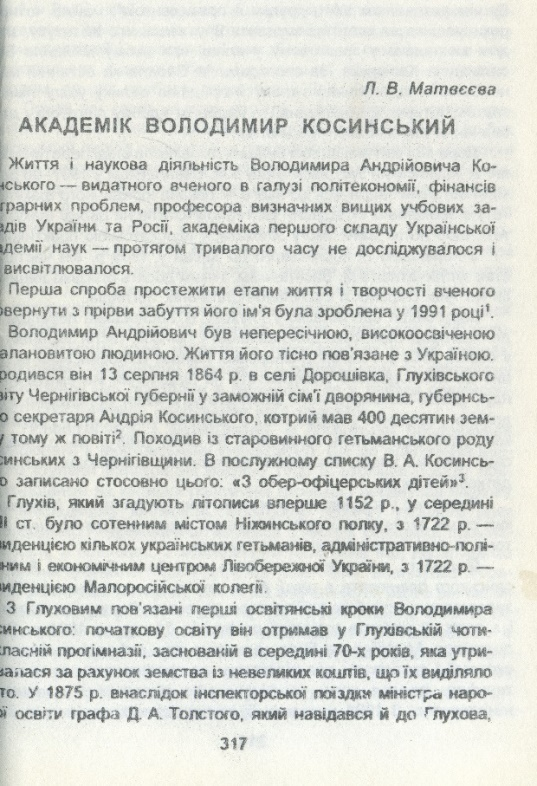 Л. В. Матвєєва
АКАДЕМІК ВОЛОДИМИР КОСИНСЬКИЙ
Життя і наукова діяльність Володимира Андрійовича Ко-
нського — видатного вченого в галузі політекономії, фінансів
грарних проблем, професора визначних вищих учбових за-
дів України та Росії, академіка першого складу Української
демії наук — протягом тривалого часу не досліджувалося і
висвітлювалося.
Перша спроба простежити етапи життя і творчості вченого
овернути з прірви забуття його ім'я була зроблена у 1991 році¹.
Володимир Андрійович був непересічною, високоосвіченою
алановитою людиною. Життя його тісно пов'язане з Україною.
родився він 13 серпня 1864 р. в селі Дорошівка, Глухівського
віту Чернігівської губернії у заможній сім'ї дворянина, губернсь-
о секретаря Андрія Косинського, котрий мав 400 десятин зем-
у тому ж повіті². Походив із старовинного гетьманського роду
синських з Чернігівщини. В послужному списку В. А. Косинсь-
о записано стосовно цього: «З обер-офіцерських дітей»³.
Глухів, який згадують літописи вперше 1152 р., у середині
ІІ ст. було сотенним містом Ніжинського полку, з 1722 р. —
иденцією кількох українських гетьманів, адміністративно-полі-
ним і економічним центром Лівобережної України, з 1722 р. —
иденцією Малоросійської колегії.
З Глуховим пов'язані перші освітянські кроки Володимира
синського: початкову освіту він отримав у Глухівській чоти-
ласній прогімназії, заснованій в середині 70-х років, яка утри-
валася за рахунок земства із невеликих коштів, що їх виділяло
то. У 1875 р. внаслідок інспекторської поїздки міністра наро-
ї освіти графа Д. А. Толстого, який навідався й до Глухова,
317